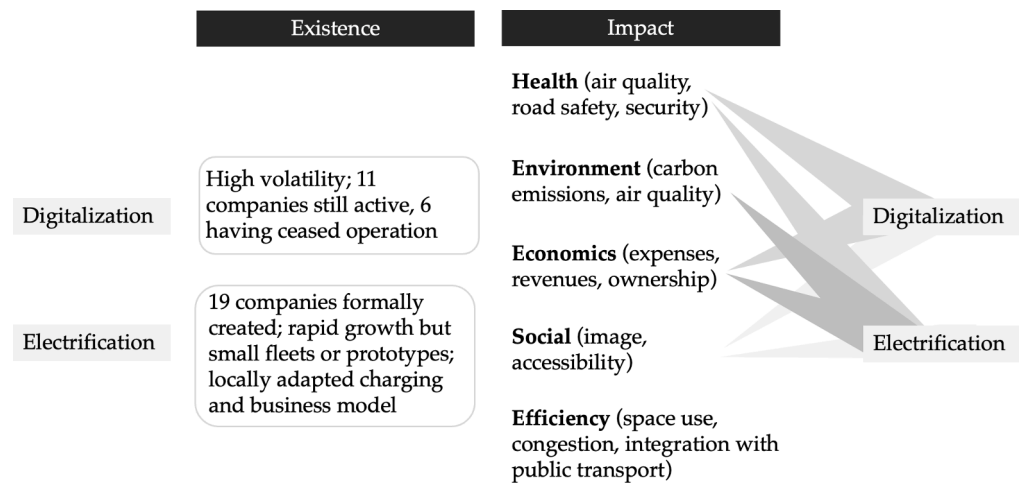 Existence
Impact
Digitalization
High volatility; 11
companies still active, 6
having ceased operation
Electrification
19 companies formally
created; rapid growth but
small fleets or prototypes;
locally adapted charging
and business model
Health (air quality,
road safety, security)
Environment (carbon
emissions, air quality)
Economics (expenses,
revenues, ownership)
Social (image,
accessibility)
Efficiency (space use,
congestion, integration with
public transport)
Digitalization
Electrification